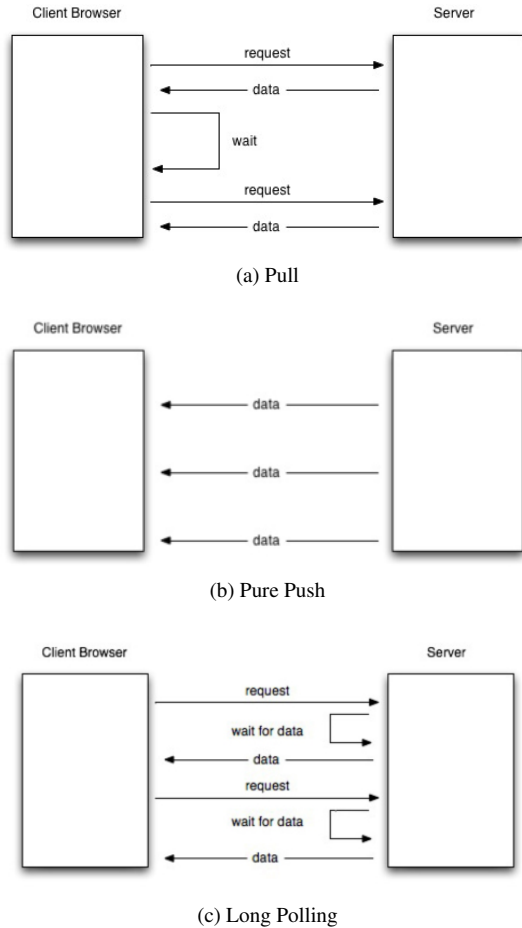 Client Browser
Server
request
data
wait
request
data
(a) Pull
Client Browser
Server
data
data
data
(b) Pure Push
Client Browser
Server
request
wait for data
data
request
wait for data
data
(c) Long Polling